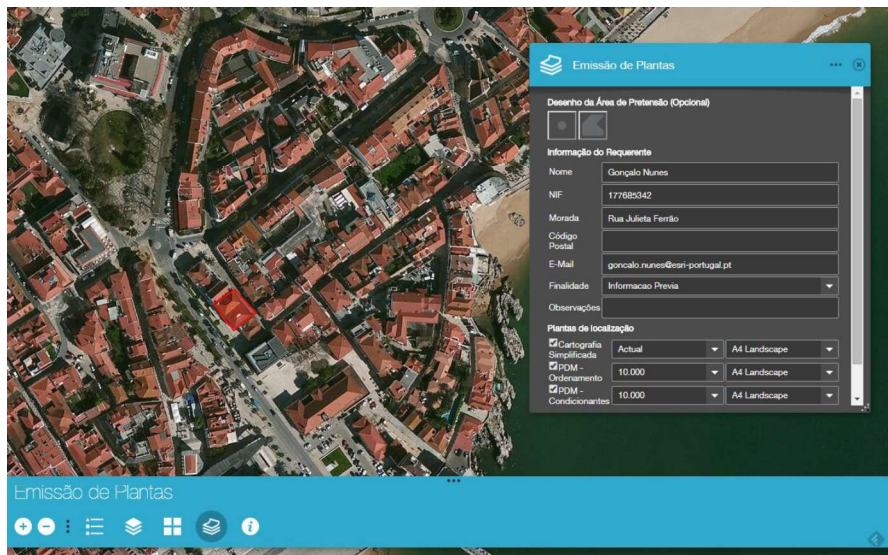 Emissão de Plantas
Desenho da Área de Pretensão (Opcional)
Informação do Requerente
Nome Gonçalo Nunes
NIF 177685342
Morada Rua Julieta Ferrão
Código Postal
E-Mail goncalo.nunes@esri-portugal.pt
Finalidade Informacao Previa
Observações
Plantas de localização
Cartografia Simplificada Actual A4 Landscape
PDM - Ordenamento 10.000 A4 Landscape
PDM - Condicionantes 10.000 A4 Landscape
Emissão de Plantas